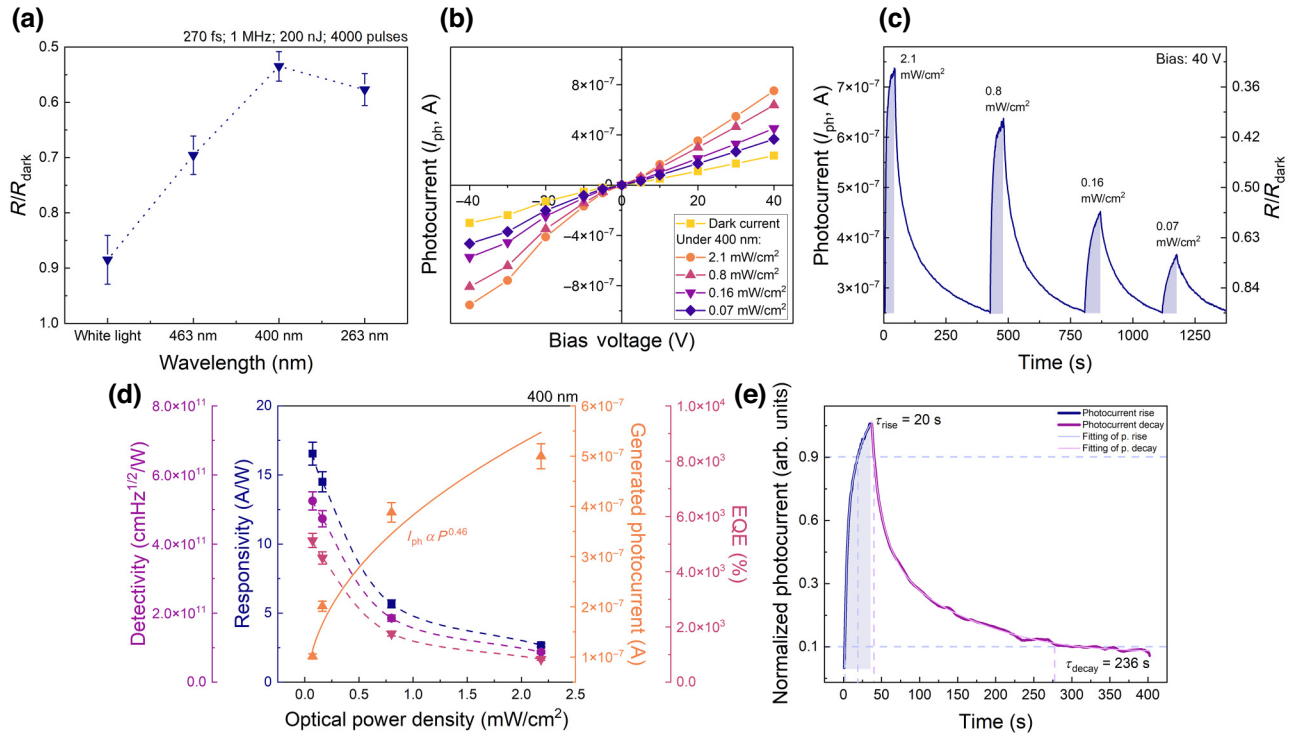 (a)
270 fs; 1 MHz; 200 nJ; 4000 pulses
0.5
0.6
0.7
0.8
0.9
1.0
R/R_dark
White light
463 nm
400 nm
263 nm
Wavelength (nm)
(b)
Photocurrent (I_ph, A)
8×10⁻⁷
4×10⁻⁷
0
−4×10⁻⁷
−8×10⁻⁷
−40
−20
0
20
40
Dark current
Under 400 nm:
2.1 mW/cm²
0.8 mW/cm²
0.16 mW/cm²
0.07 mW/cm²
Bias voltage (V)
(c)
Bias: 40 V
2.1
mW/cm²
0.8
mW/cm²
0.16
mW/cm²
0.07
mW/cm²
Photocurrent (I_ph, A)
7×10⁻⁷
6×10⁻⁷
5×10⁻⁷
4×10⁻⁷
3×10⁻⁷
0.36
0.42
0.50
0.63
0.84
R/R_dark
0
250
500
750
1000
1250
Time (s)
(d)
400 nm
Detectivity (cmHz^1/2/W)
8.0×10¹¹
6.0×10¹¹
4.0×10¹¹
2.0×10¹¹
0.0
Responsivity (A/W)
20
15
10
5
0
I_ph α P^0.46
6×10⁻⁷
5×10⁻⁷
4×10⁻⁷
3×10⁻⁷
2×10⁻⁷
1×10⁻⁷
Generated photocurrent (A)
1.0×10⁴
8.0×10³
6.0×10³
4.0×10³
2.0×10³
0.0
EQE (%)
0.0
0.5
1.0
1.5
2.0
2.5
Optical power density (mW/cm²)
(e)
Normalized photocurrent (arb. units)
0.9
0.6
0.3
0.1
τ_rise = 20 s
Photocurrent rise
Photocurrent decay
Fitting of p. rise
Fitting of p. decay
τ_decay = 236 s
0
50
100
150
200
250
300
350
400
Time (s)